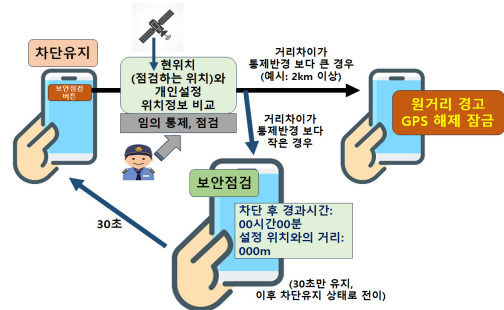 차단유지
보안점검
버튼
현위치
(점검하는 위치)와
개인설정
위치정보 비교
임의 통제, 점검
거리차이가
통제반경 보다 큰 경우
(예시: 2km 이상)
거리차이가
통제반경 보다
작은 경우
원거리 경고
GPS 해제 잠금
보안점검
차단 후 경과시간:
00시간00분
설정 위치와의 거리:
000m
30초
(30초만 유지,
이후 차단유지 상태로 전이)